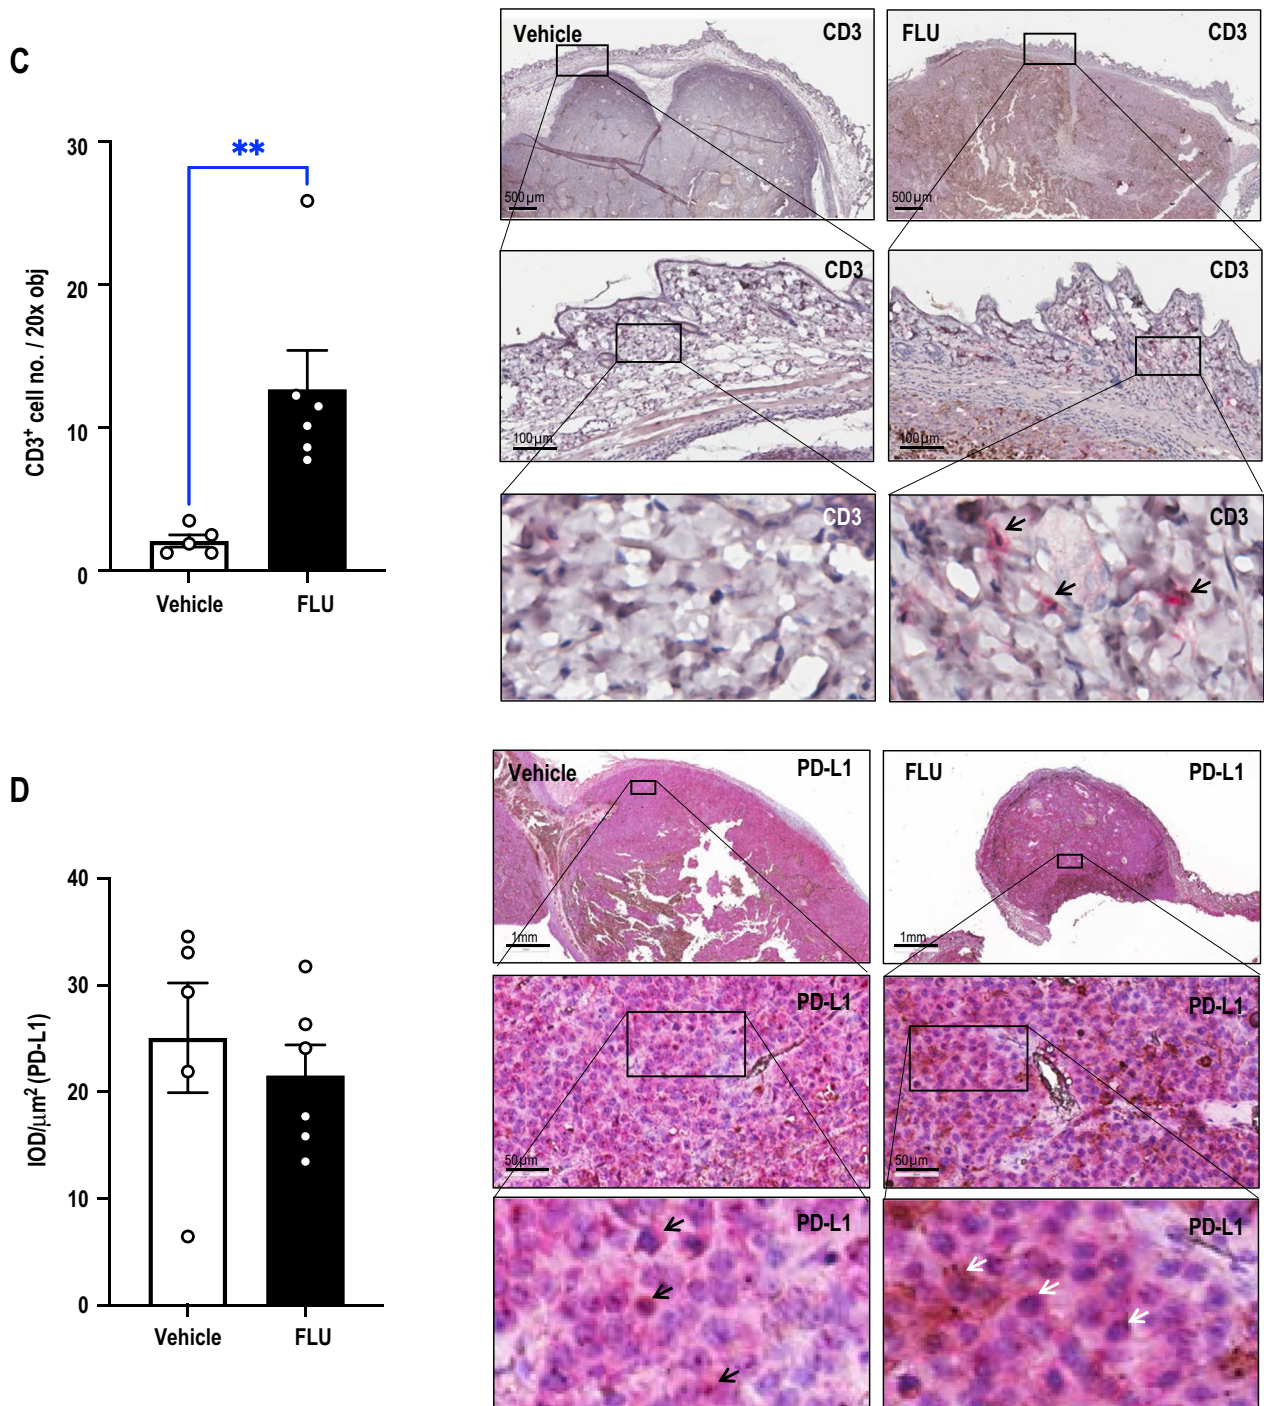 C
CD3⁺ cell no. / 20x obj
30
20
10
0
**
Vehicle
FLU
Vehicle
CD3
500µm
FLU
CD3
500µm
CD3
100µm
CD3
100µm
CD3
CD3
D
IOD/µm² (PD-L1)
40
30
20
10
0
Vehicle
FLU
Vehicle
PD-L1
1mm
FLU
PD-L1
1mm
PD-L1
50µm
PD-L1
50µm
PD-L1
PD-L1